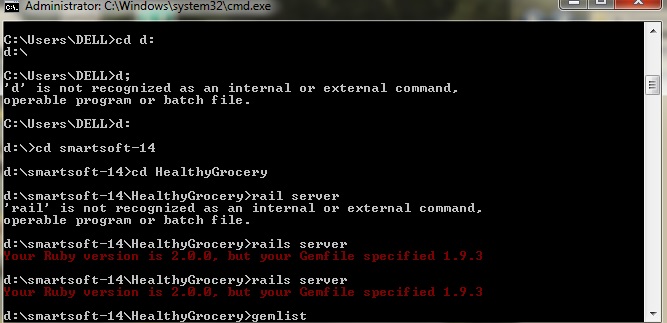 Administrator: C:\Windows\system32\cmd.exe
C:\Users\DELL>cd d:
d:\
C:\Users\DELL>d;
'd' is not recognized as an internal or external command,
operable program or batch file.
C:\Users\DELL>d:
d:\>cd smartsoft-14
d:\smartsoft-14>cd HealthyGrocery
d:\smartsoft-14\HealthyGrocery>rail server
'rail' is not recognized as an internal or external command,
operable program or batch file.
d:\smartsoft-14\HealthyGrocery>rails server
Your Ruby version is 2.0.0, but your Gemfile specified 1.9.3
d:\smartsoft-14\HealthyGrocery>rails server
Your Ruby version is 2.0.0, but your Gemfile specified 1.9.3
d:\smartsoft-14\HealthyGrocery>gemlist